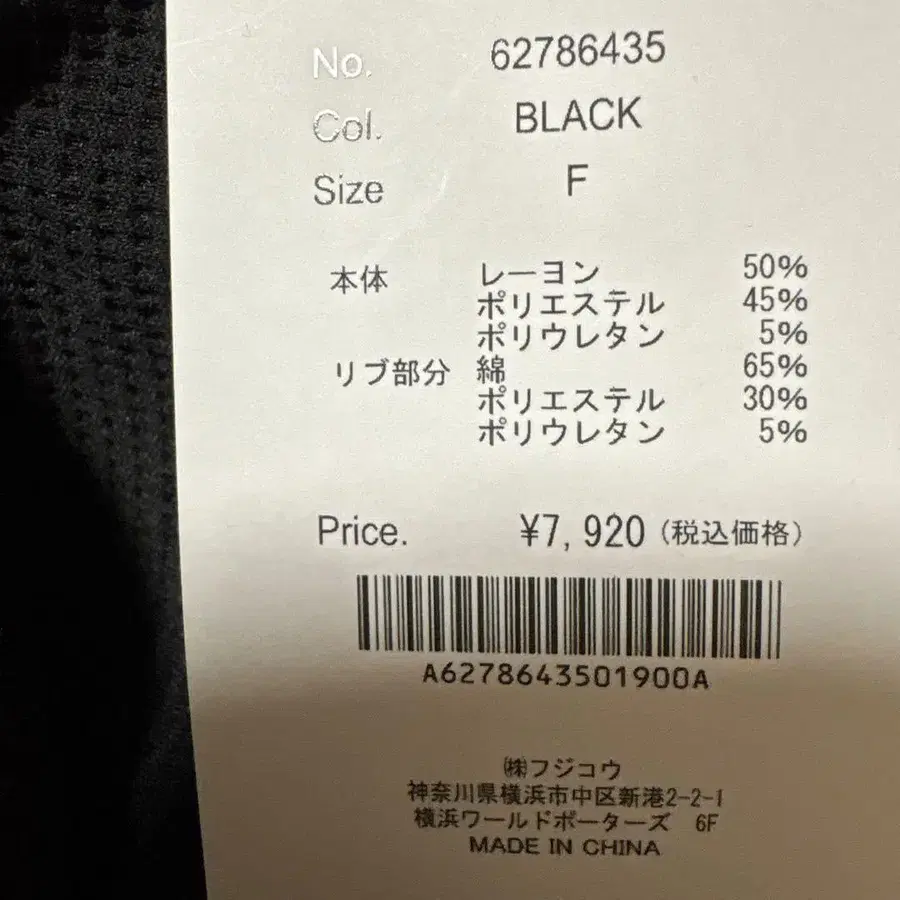 No. 62786435
Col. BLACK
Size F
本体 レーヨン 50%
ポリエステル 45%
ポリウレタン 5%
リブ部分 綿 65%
ポリエステル 30%
ポリウレタン 5%
Price. ¥7,920(税込価格)
A6278643501900A
㈱フジコウ
神奈川県横浜市中区新港2-2-1
横浜ワールドポーターズ 6F
MADE IN CHINA